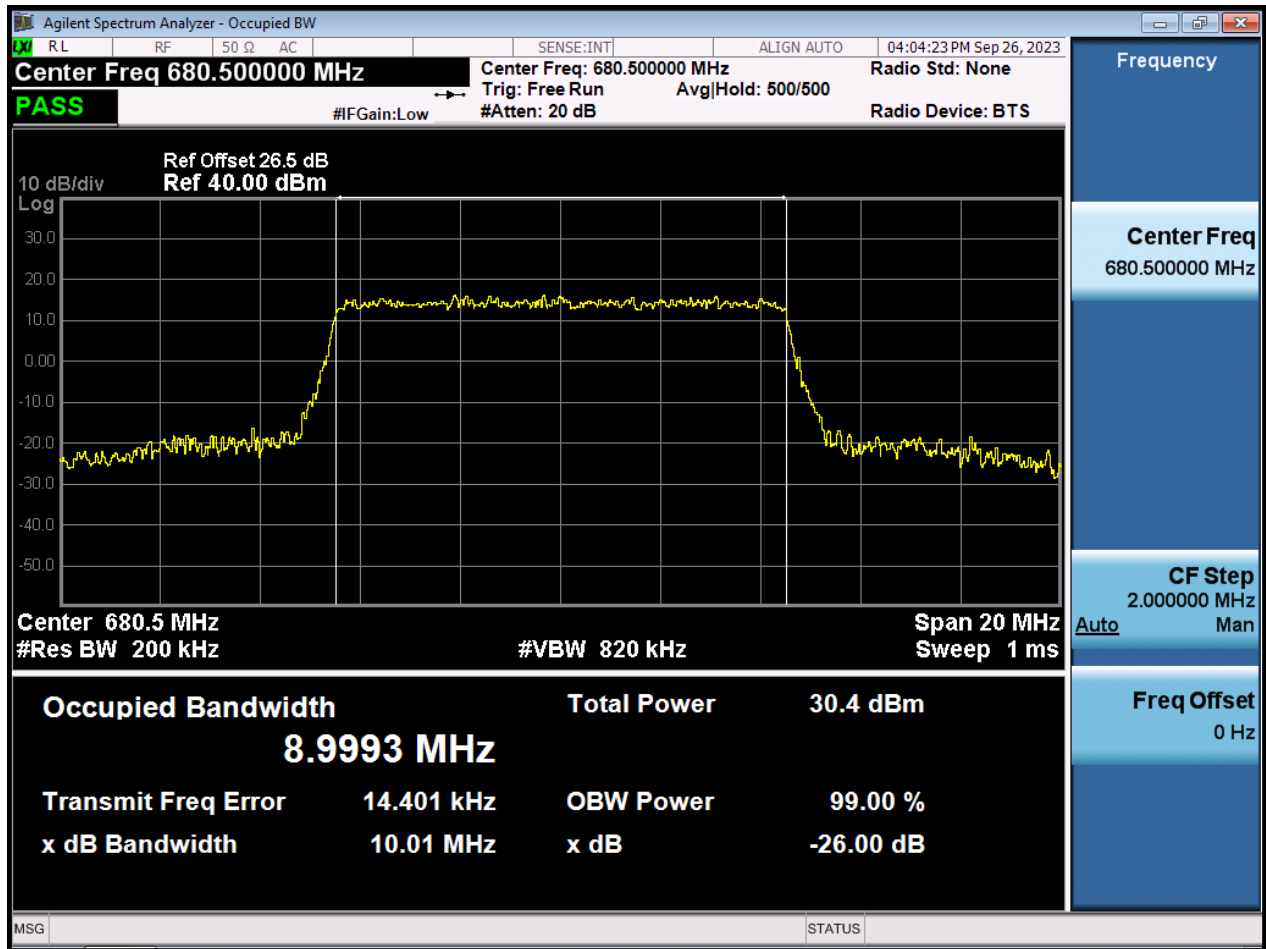 Agilent Spectrum Analyzer - Occupied BW
LXI RL RF 50 Ω AC SENSE:INT ALIGN AUTO 04:04:23 PM Sep 26, 2023
Center Freq 680.500000 MHz
Center Freq: 680.500000 MHz
Radio Std: None
Trig: Free Run Avg|Hold: 500/500
PASS
#IFGain:Low
#Atten: 20 dB
Radio Device: BTS
Ref Offset 26.5 dB
10 dB/div Ref 40.00 dBm
Log
30.0
20.0
10.0
0.00
-10.0
-20.0
-30.0
-40.0
-50.0
Center 680.5 MHz Span 20 MHz
#Res BW 200 kHz #VBW 820 kHz Sweep 1 ms
Occupied Bandwidth Total Power 30.4 dBm
8.9993 MHz
Transmit Freq Error 14.401 kHz OBW Power 99.00 %
x dB Bandwidth 10.01 MHz x dB -26.00 dB
MSG STATUS
Frequency
Center Freq
680.500000 MHz
CF Step
2.000000 MHz
Auto Man
Freq Offset
0 Hz